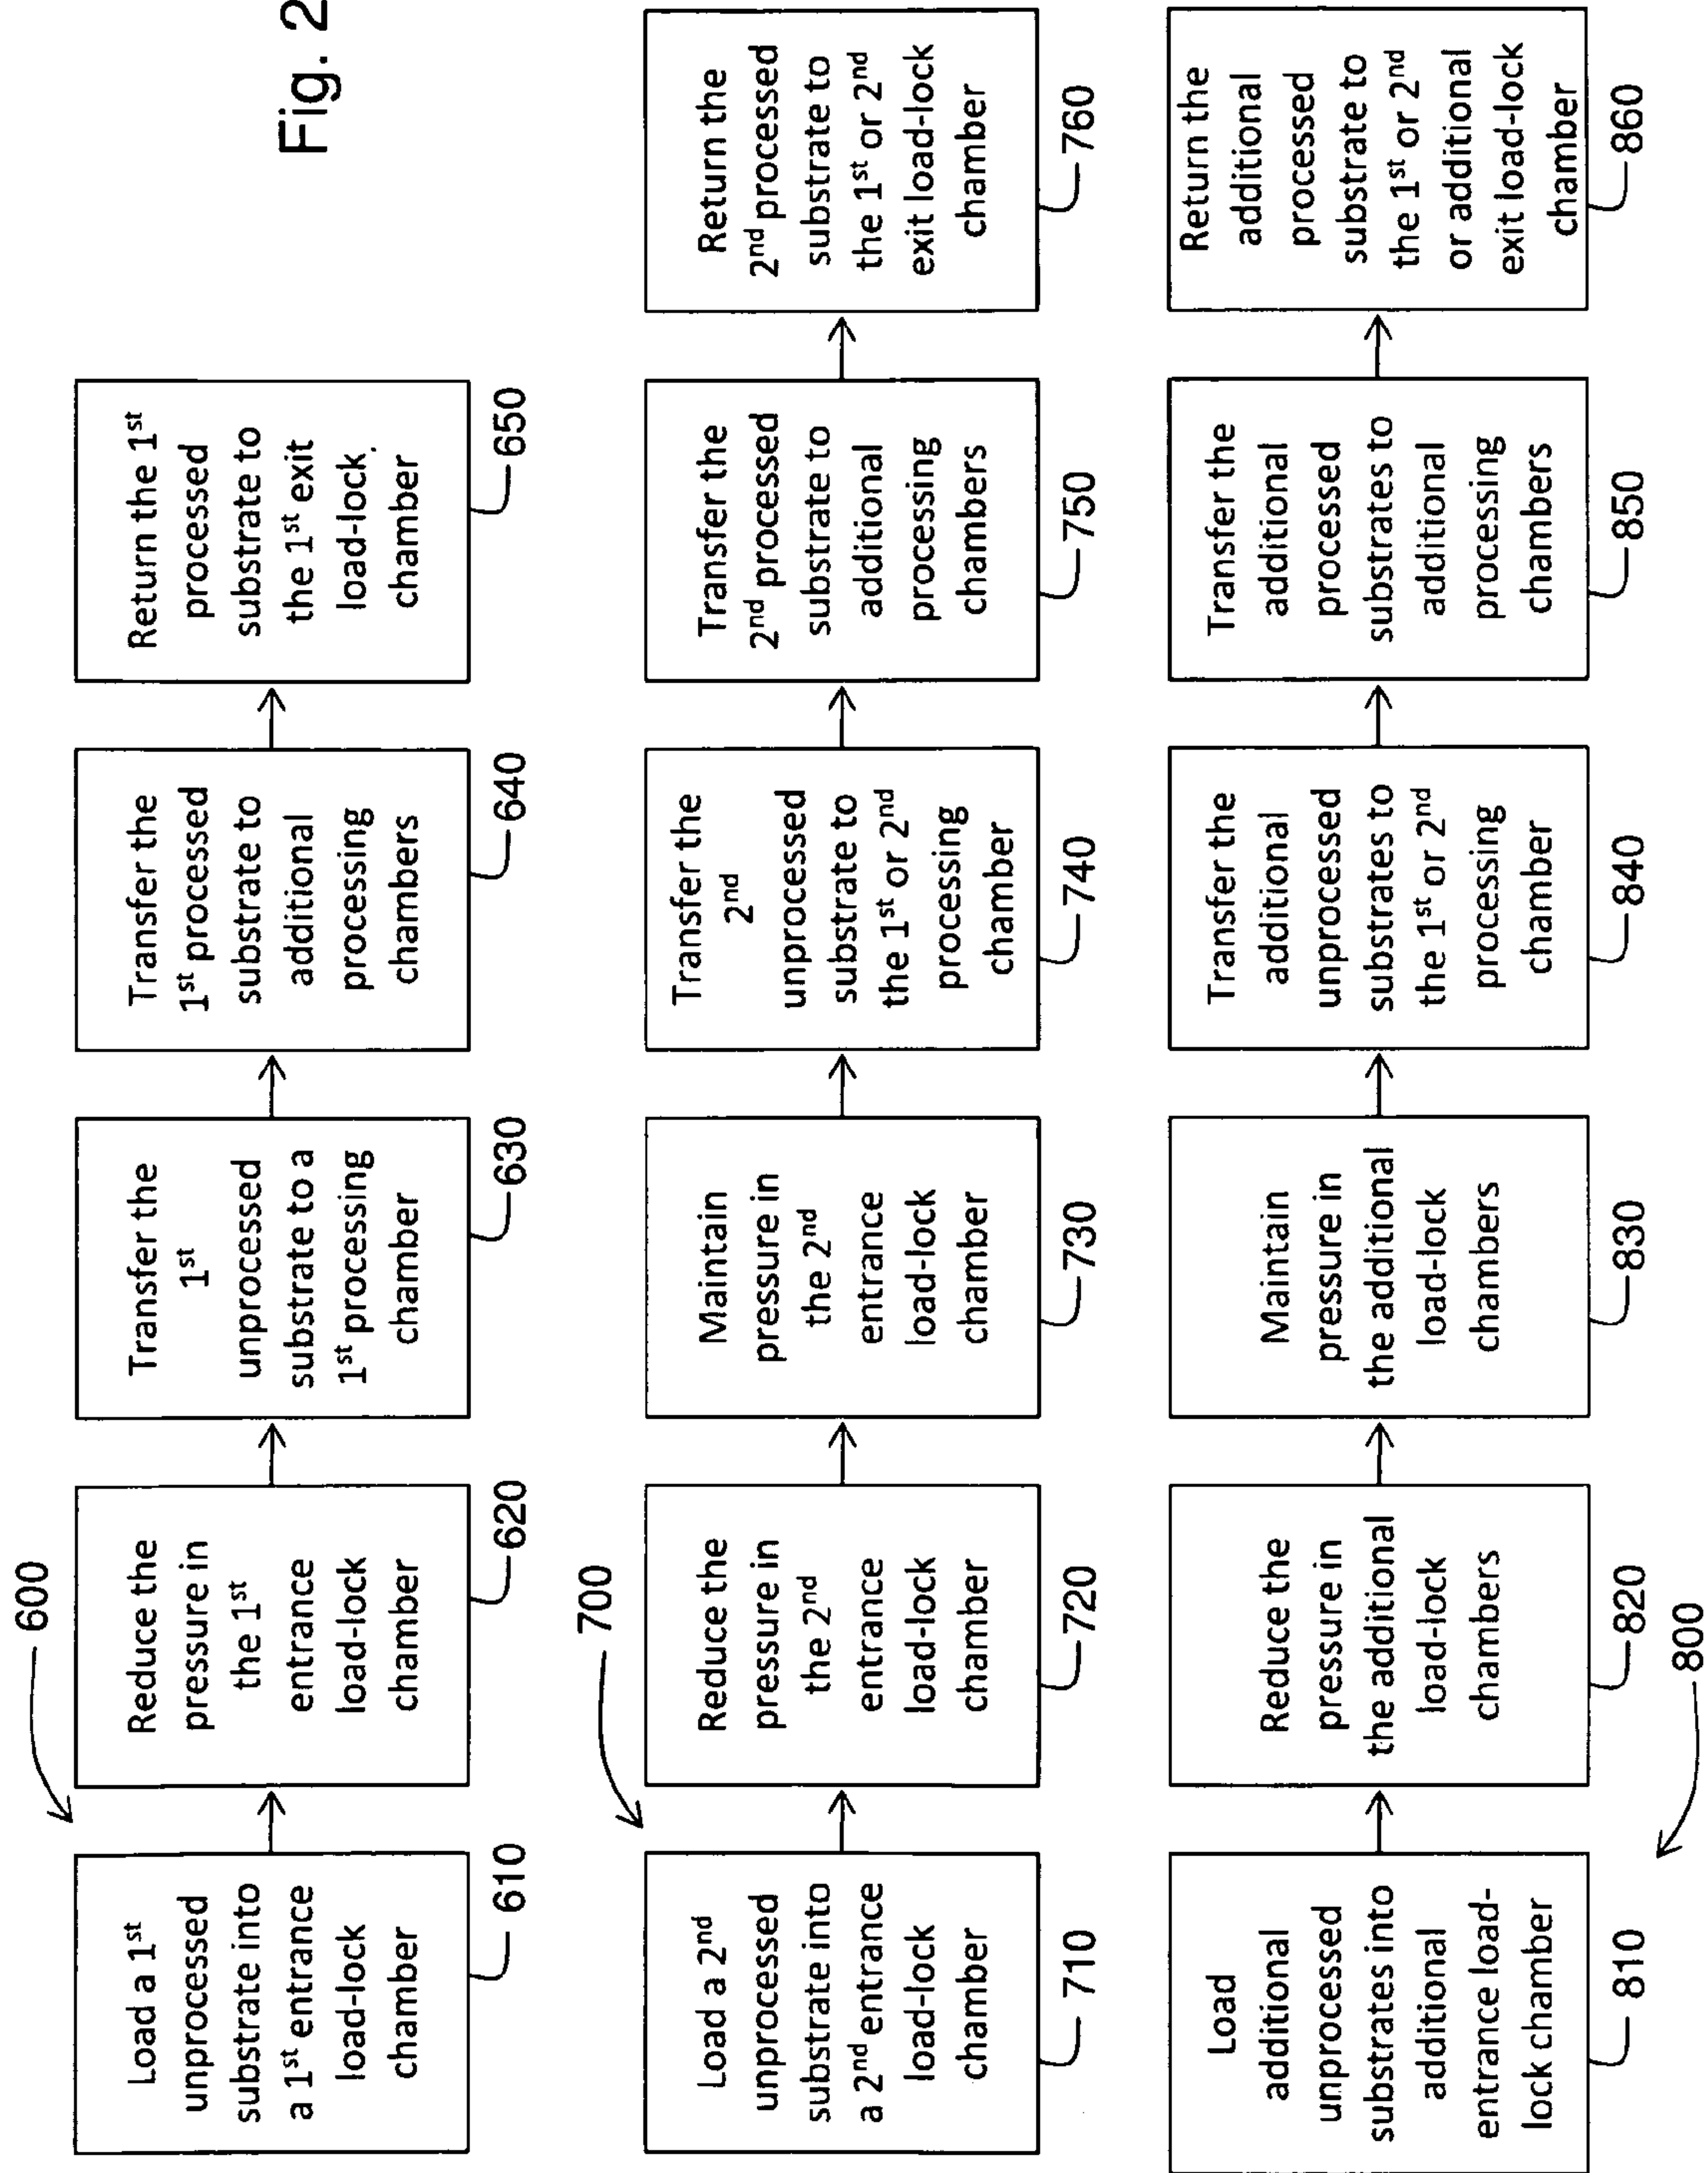 Fig. 2
600
Load a 1st
unprocessed
substrate into
a 1st entrance
load-lock
chamber
610
Reduce the
pressure in
the 1st
entrance
load-lock
chamber
620
Transfer the
1st
unprocessed
substrate to a
1st processing
chamber
630
Transfer the
1st processed
substrate to
additional
processing
chambers
640
Return the 1st
processed
substrate to
the 1st exit
load-lock
chamber
650
700
Load a 2nd
unprocessed
substrate into
a 2nd entrance
load-lock
chamber
710
Reduce the
pressure in
the 2nd
entrance
load-lock
chamber
720
Maintain
pressure in
the 2nd
entrance
load-lock
chamber
730
Transfer the
2nd
unprocessed
substrate to
the 1st or 2nd
processing
chamber
740
Transfer the
2nd processed
substrate to
additional
processing
chambers
750
Return the
2nd processed
substrate to
the 1st or 2nd
exit load-lock
chamber
760
Load
additional
unprocessed
substrates into
additional
entrance load-
lock chamber
810
Reduce the
pressure in
the additional
load-lock
chambers
820
Maintain
pressure in
the additional
load-lock
chambers
830
Transfer the
additional
unprocessed
substrates to
the 1st or 2nd
processing
chamber
840
Transfer the
additional
processed
substrates to
additional
processing
chambers
850
Return the
additional
processed
substrate to
the 1st or 2nd
or additional
exit load-lock
chamber
860
800